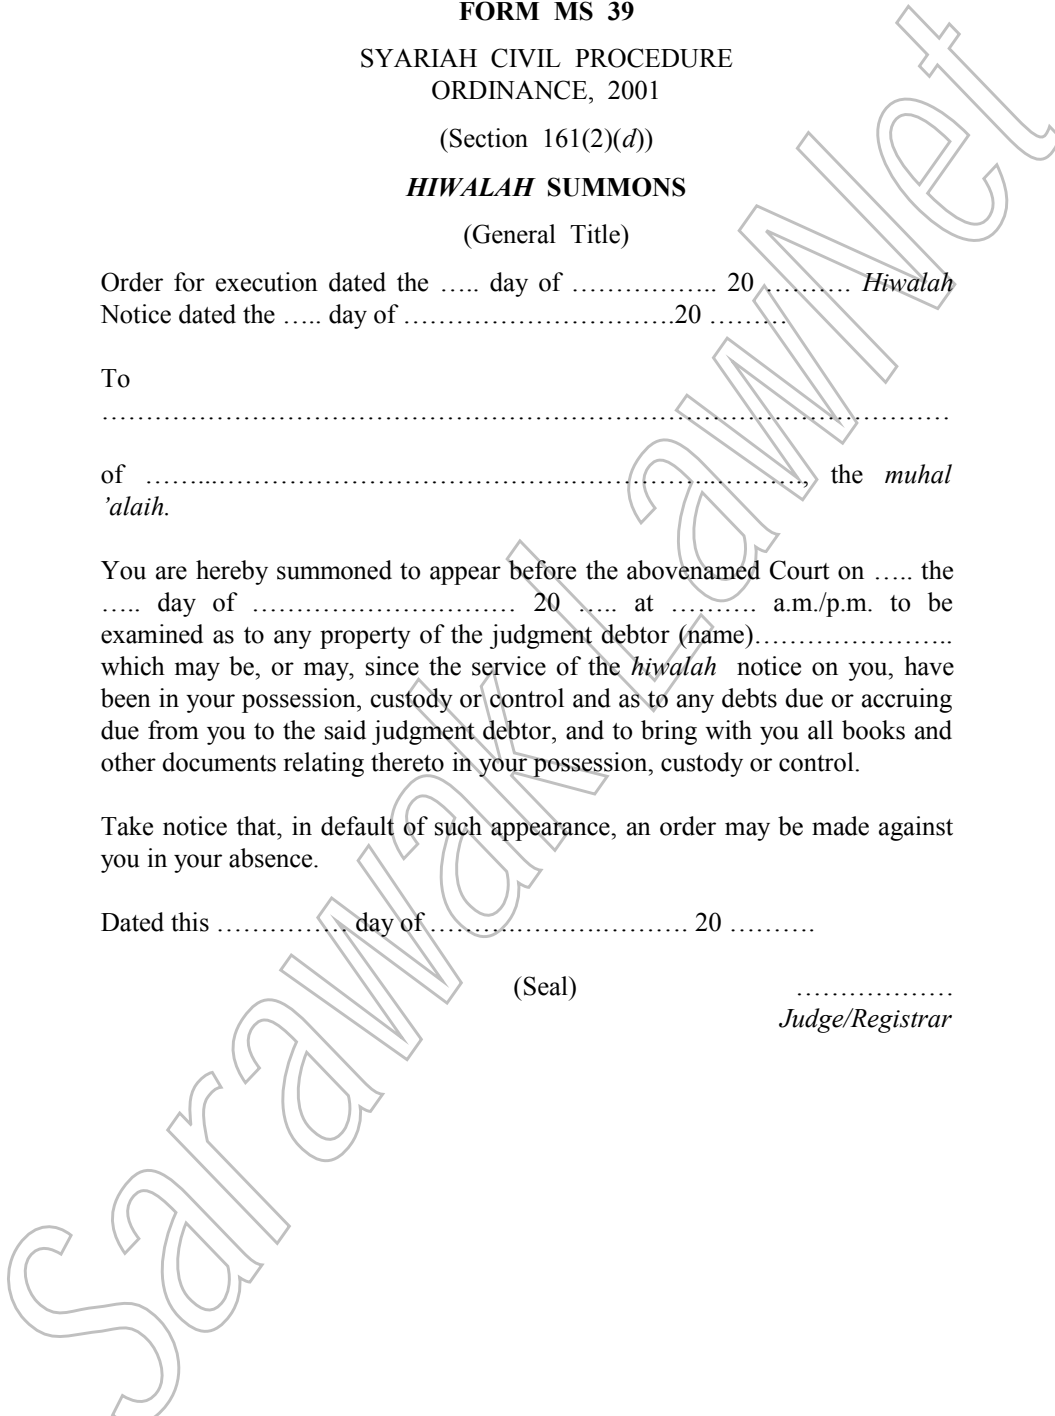 FORM MS 39
SYARIAH CIVIL PROCEDURE
ORDINANCE, 2001
(Section 161(2)(d))
HIWALAH SUMMONS
(General Title)
Order for execution dated the ….. day of …………….. 20 ………. Hiwalah
Notice dated the ….. day of ………………………….20 ………
To
……………………………………………………………………………………
of ……...………………………………….……………..………., the muhal
’alaih.
You are hereby summoned to appear before the abovenamed Court on ….. the
….. day of ………………………… 20 ….. at ………. a.m./p.m. to be
examined as to any property of the judgment debtor (name)…………………..
which may be, or may, since the service of the hiwalah notice on you, have
been in your possession, custody or control and as to any debts due or accruing
due from you to the said judgment debtor, and to bring with you all books and
other documents relating thereto in your possession, custody or control.
Take notice that, in default of such appearance, an order may be made against
you in your absence.
Dated this …………… day of ……….……….………. 20 ……….
(Seal) ………………
Judge/Registrar
Sarawak LawNet